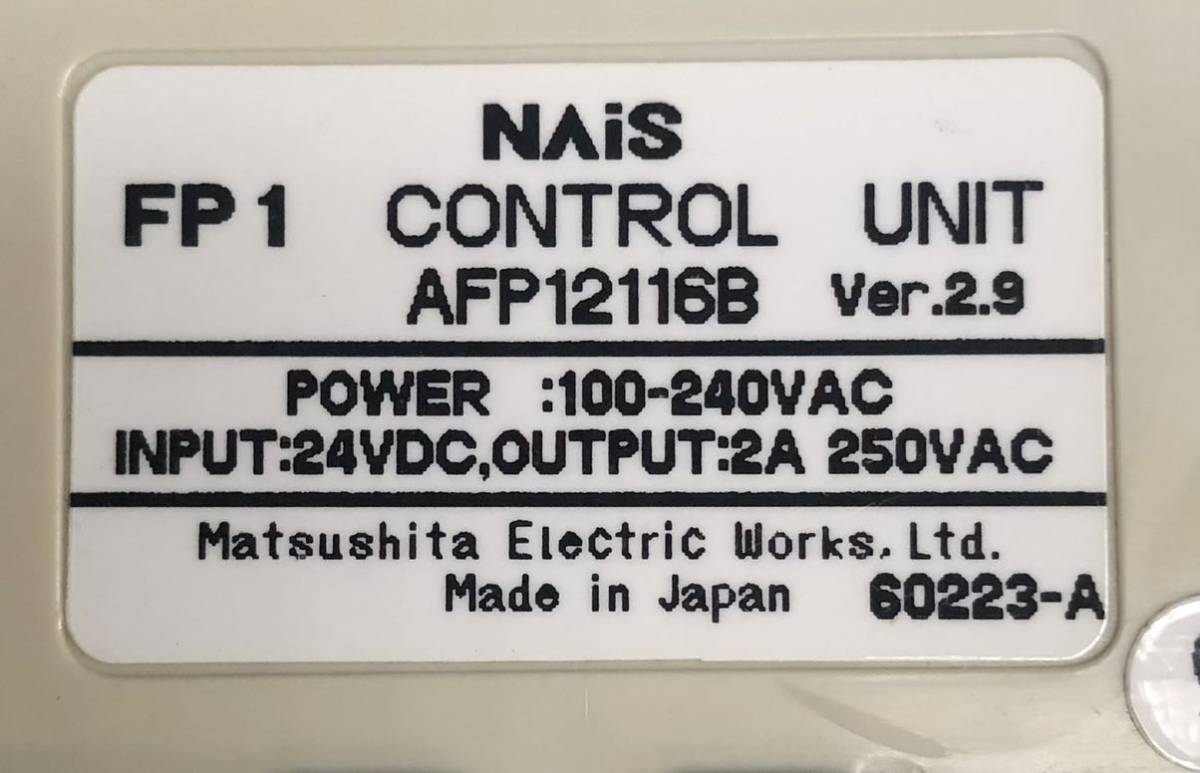 NAiS
FP1 CONTROL UNIT
AFP12116B Ver.2.9
POWER :100-240VAC
INPUT:24VDC,OUTPUT:2A 250VAC
Matsushita Electric Works, Ltd.
Made in Japan 60223-A